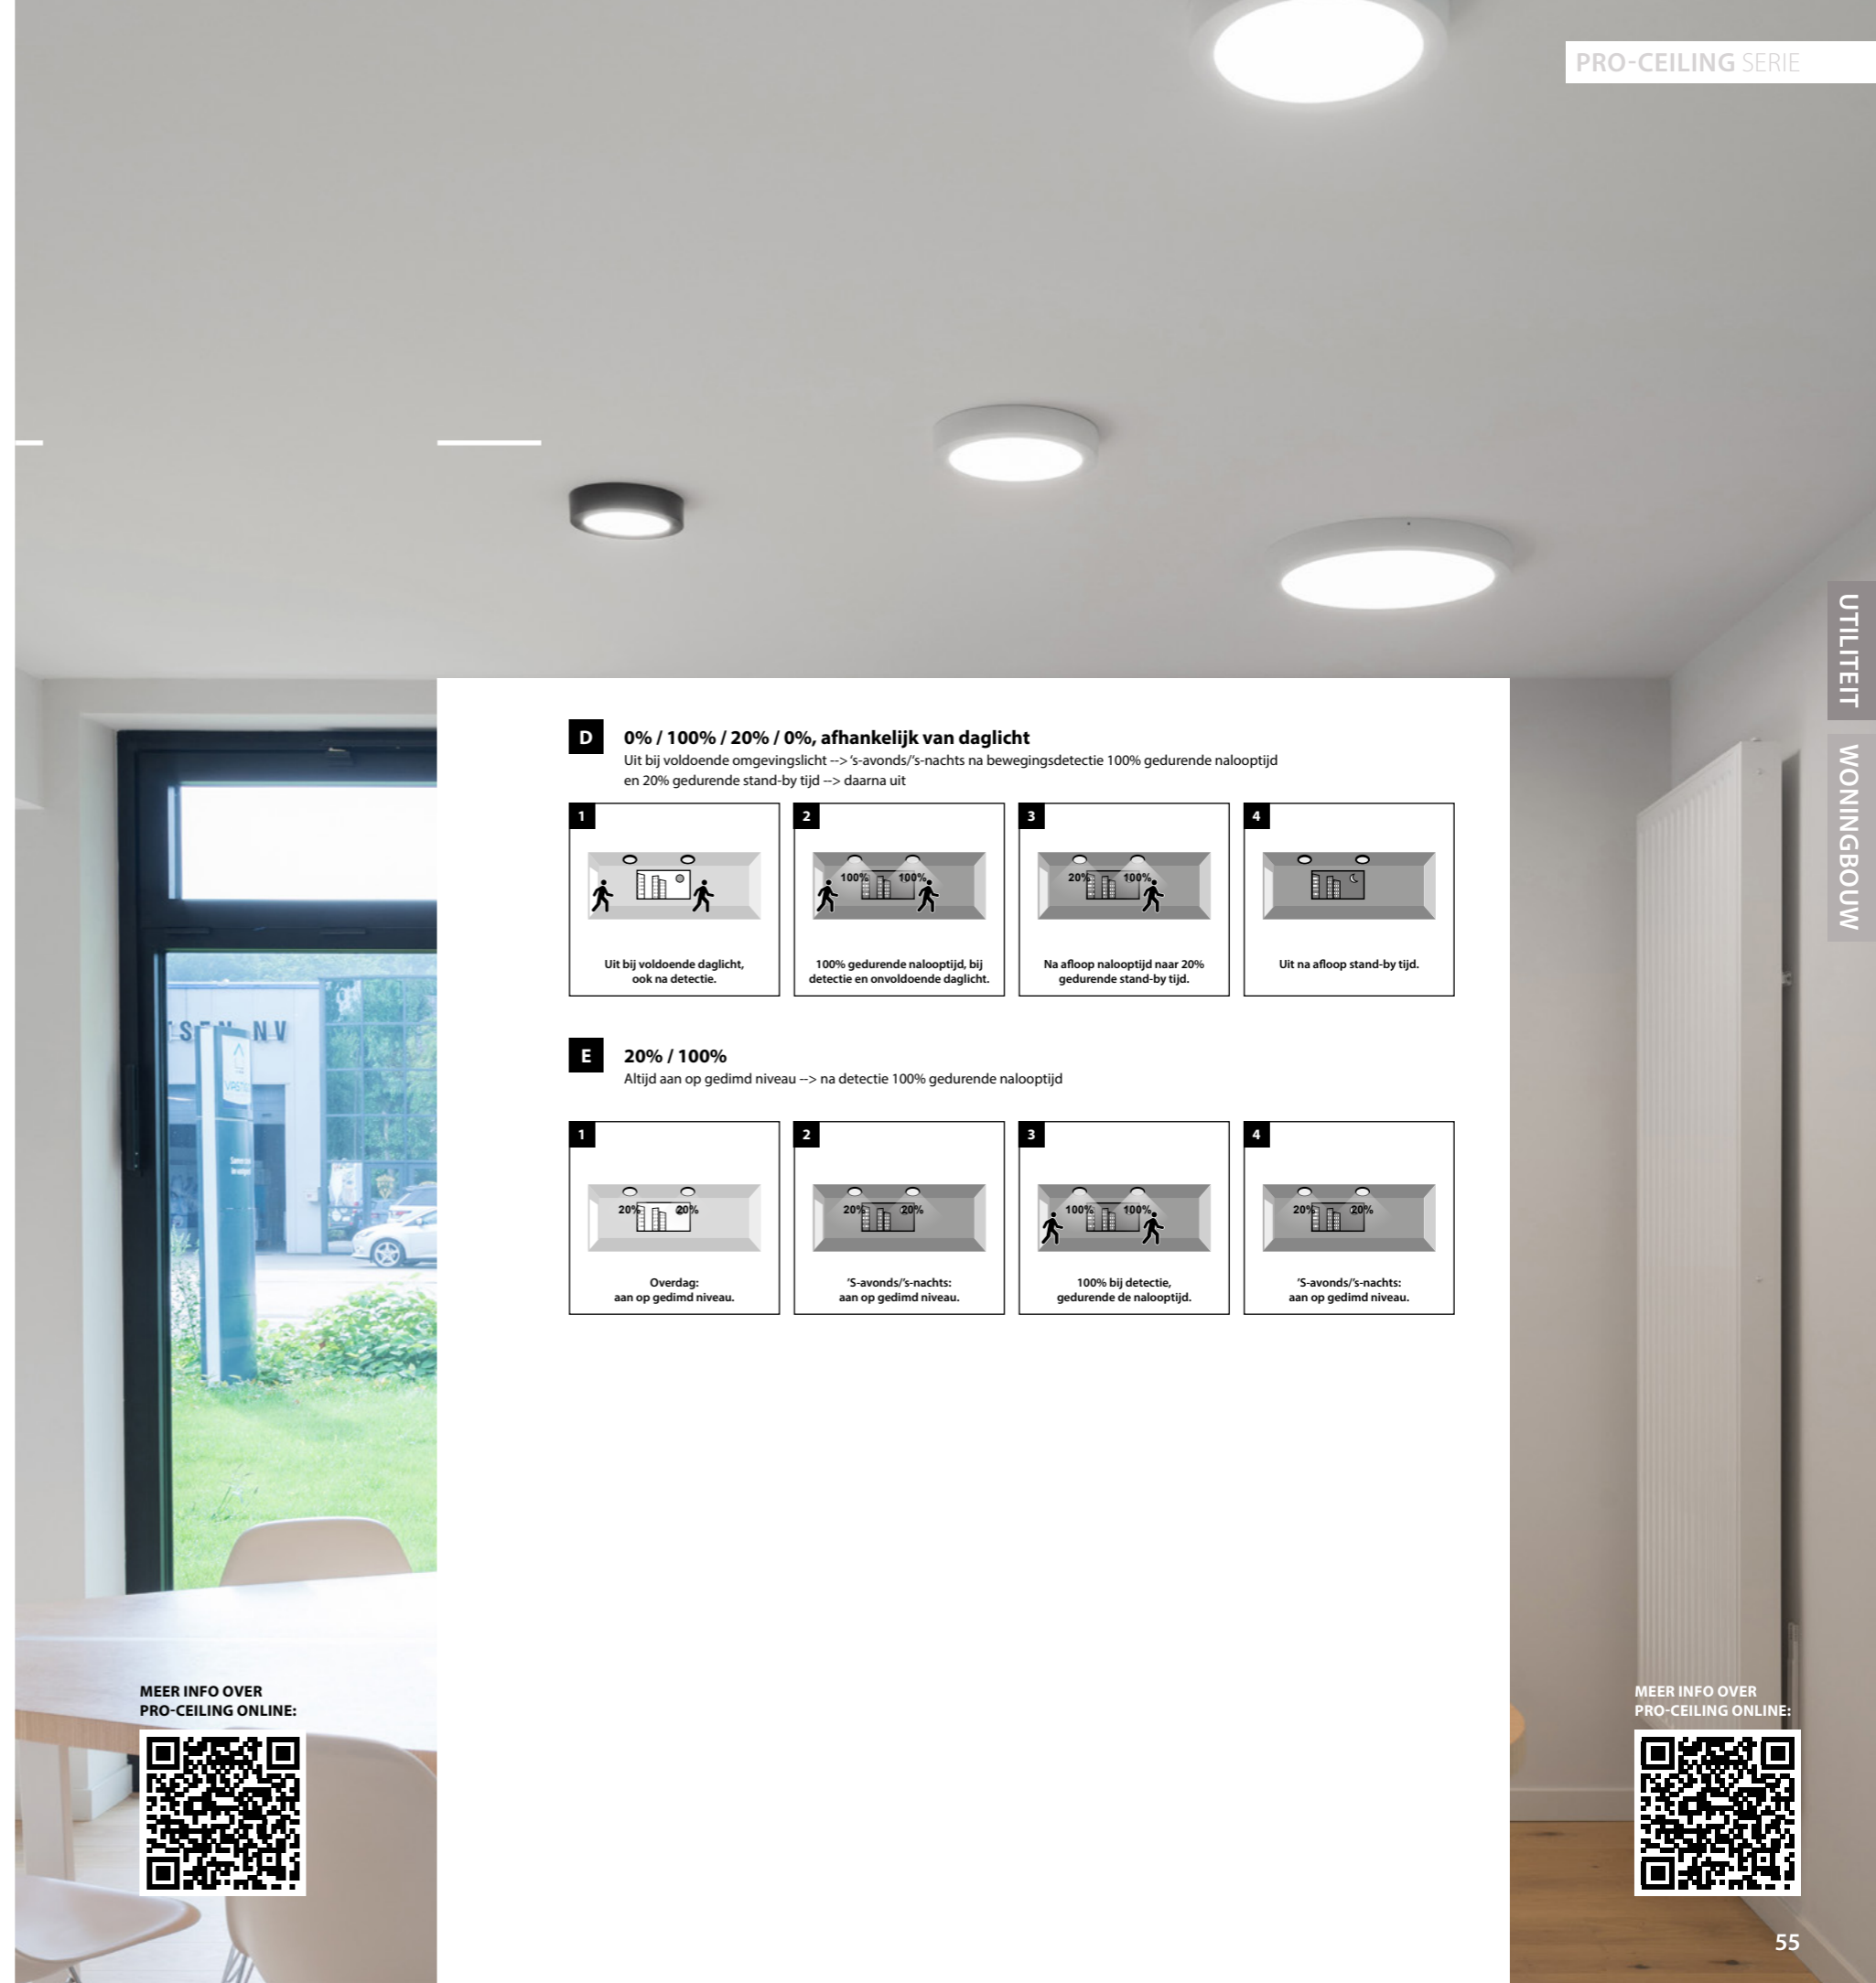 PRO-CEILING SERIE
UTILITEIT
WONINGBOUW
D
0% / 100% / 20% / 0%, afhankelijk van daglicht
Uit bij voldoende omgevingslicht --> 's-avonds/'s-nachts na bewegingsdetectie 100% gedurende nalooptijd
en 20% gedurende stand-by tijd --> daarna uit
1
Uit bij voldoende daglicht,
ook na detectie.
2
100% 100%
100% gedurende nalooptijd, bij
detectie en onvoldoende daglicht.
3
20% 100%
Na afloop nalooptijd naar 20%
gedurende stand-by tijd.
4
Uit na afloop stand-by tijd.
E
20% / 100%
Altijd aan op gedimd niveau --> na detectie 100% gedurende nalooptijd
1
20% 20%
Overdag:
aan op gedimd niveau.
2
20% 20%
'S-avonds/'s-nachts:
aan op gedimd niveau.
3
100% 100%
100% bij detectie,
gedurende de nalooptijd.
4
20% 20%
'S-avonds/'s-nachts:
aan op gedimd niveau.
NV
MEER INFO OVER
PRO-CEILING ONLINE:
MEER INFO OVER
PRO-CEILING ONLINE:
55